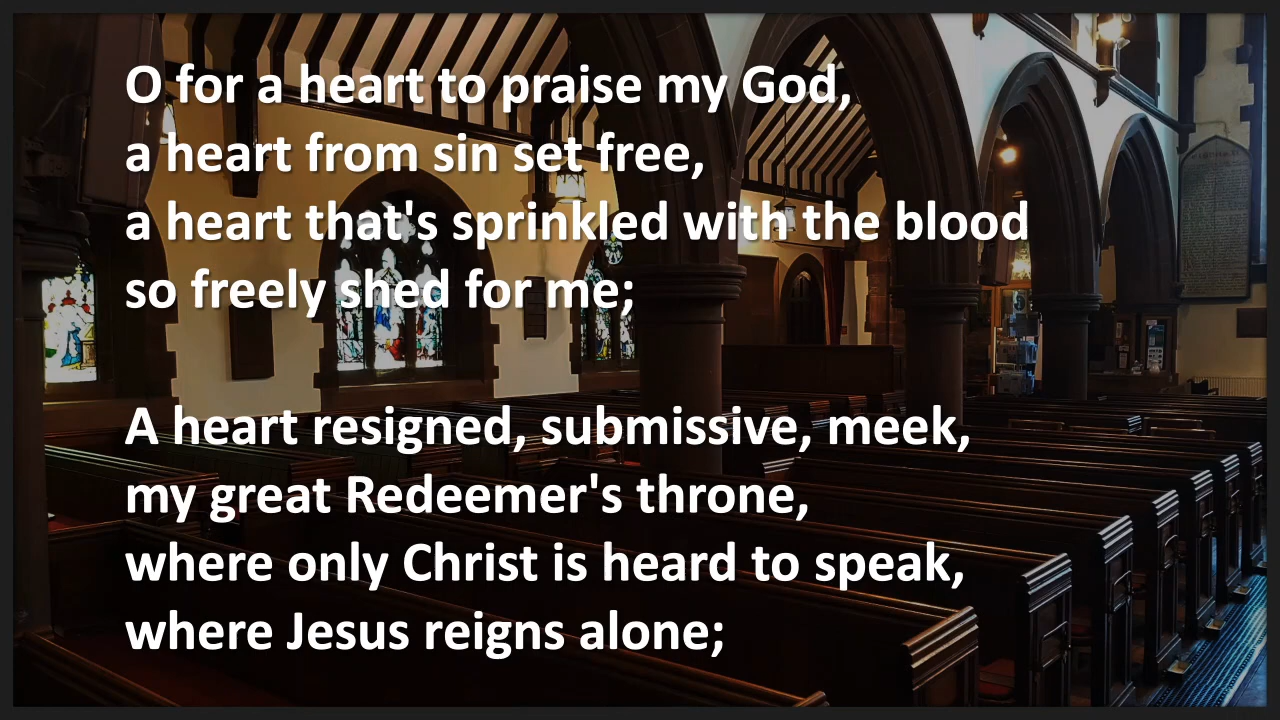 O for a heart to praise my God,
a heart from sin set free,
a heart that's sprinkled with the blood
so freely shed for me;
A heart resigned, submissive, meek,
my great Redeemer's throne,
where only Christ is heard to speak,
where Jesus reigns alone;